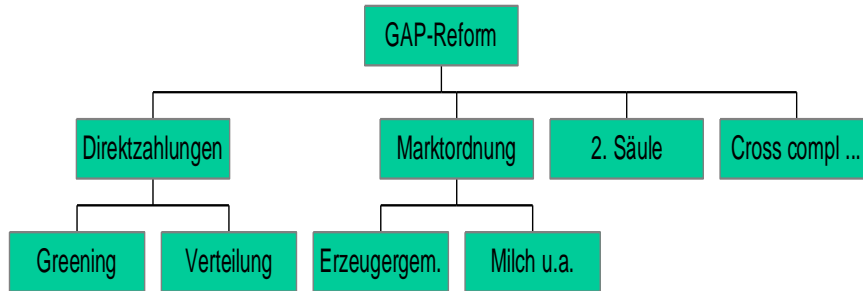 GAP-Reform
Direktzahlungen
Marktordnung
2. Säule
Cross compl ...
Greening
Verteilung
Erzeugergem.
Milch u.a.